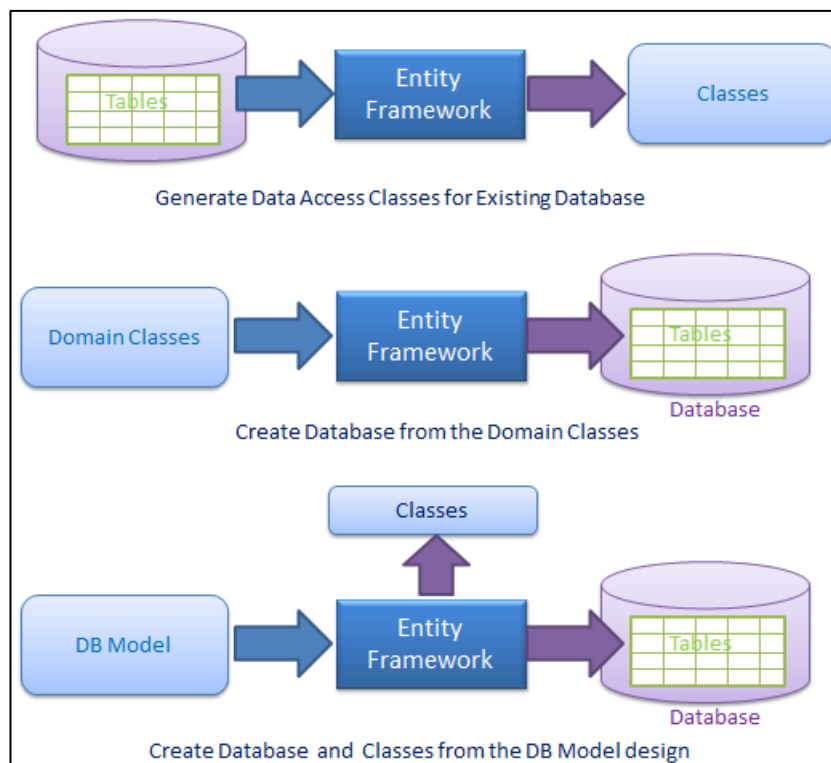 Tables
Entity
Framework
Classes
Generate Data Access Classes for Existing Database
Domain Classes
Entity
Framework
Tables
Database
Create Database from the Domain Classes
Classes
DB Model
Entity
Framework
Tables
Database
Create Database and Classes from the DB Model design